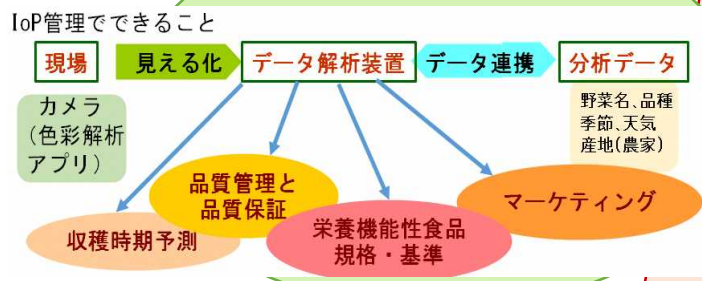 IoP管理でできること
現場
見える化
データ解析装置
データ連携
分析データ
カメラ
(色彩解析
アプリ)
野菜名、品種
季節、天気
産地(農家)
収穫時期予測
品質管理と
品質保証
栄養機能性食品
規格・基準
マーケティング